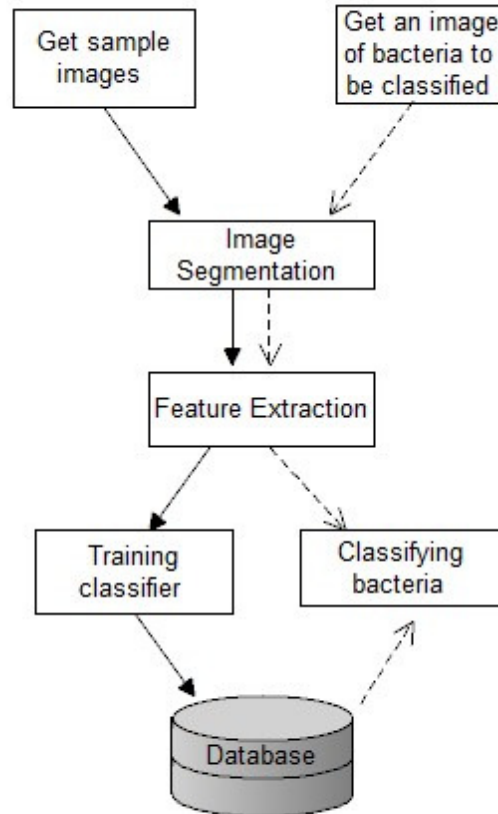 Get sample
images
Get an image
of bacteria to
be classified
Image
Segmentation
Feature Extraction
Training
classifier
Classifying
bacteria
Database